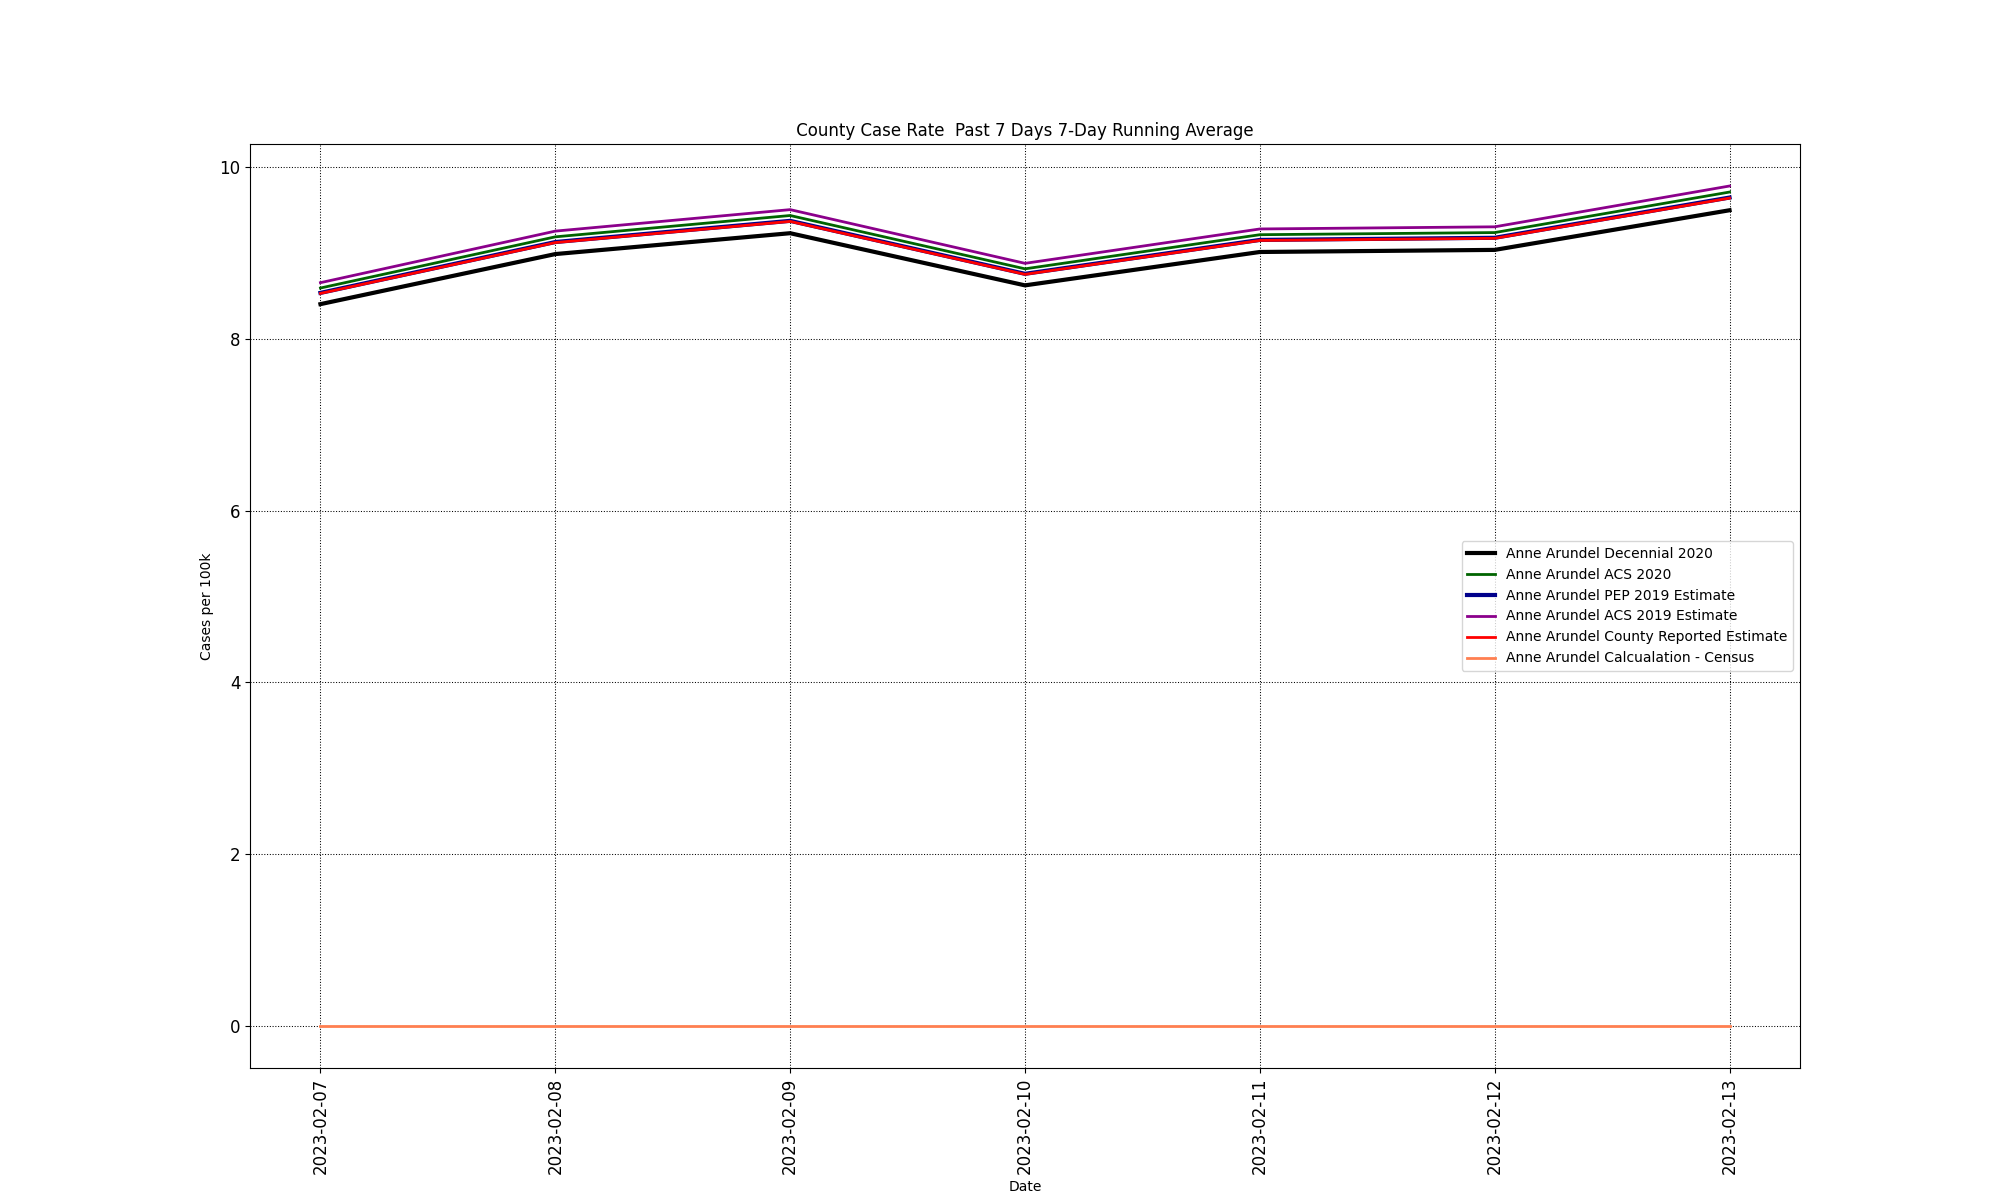 County Case Rate  Past 7 Days 7-Day Running Average
10
8
6
4
2
0
Cases per 100k
Anne Arundel Decennial 2020
Anne Arundel ACS 2020
Anne Arundel PEP 2019 Estimate
Anne Arundel ACS 2019 Estimate
Anne Arundel County Reported Estimate
Anne Arundel Calcualation - Census
2023-02-07
2023-02-08
2023-02-09
2023-02-10
2023-02-11
2023-02-12
2023-02-13
Date